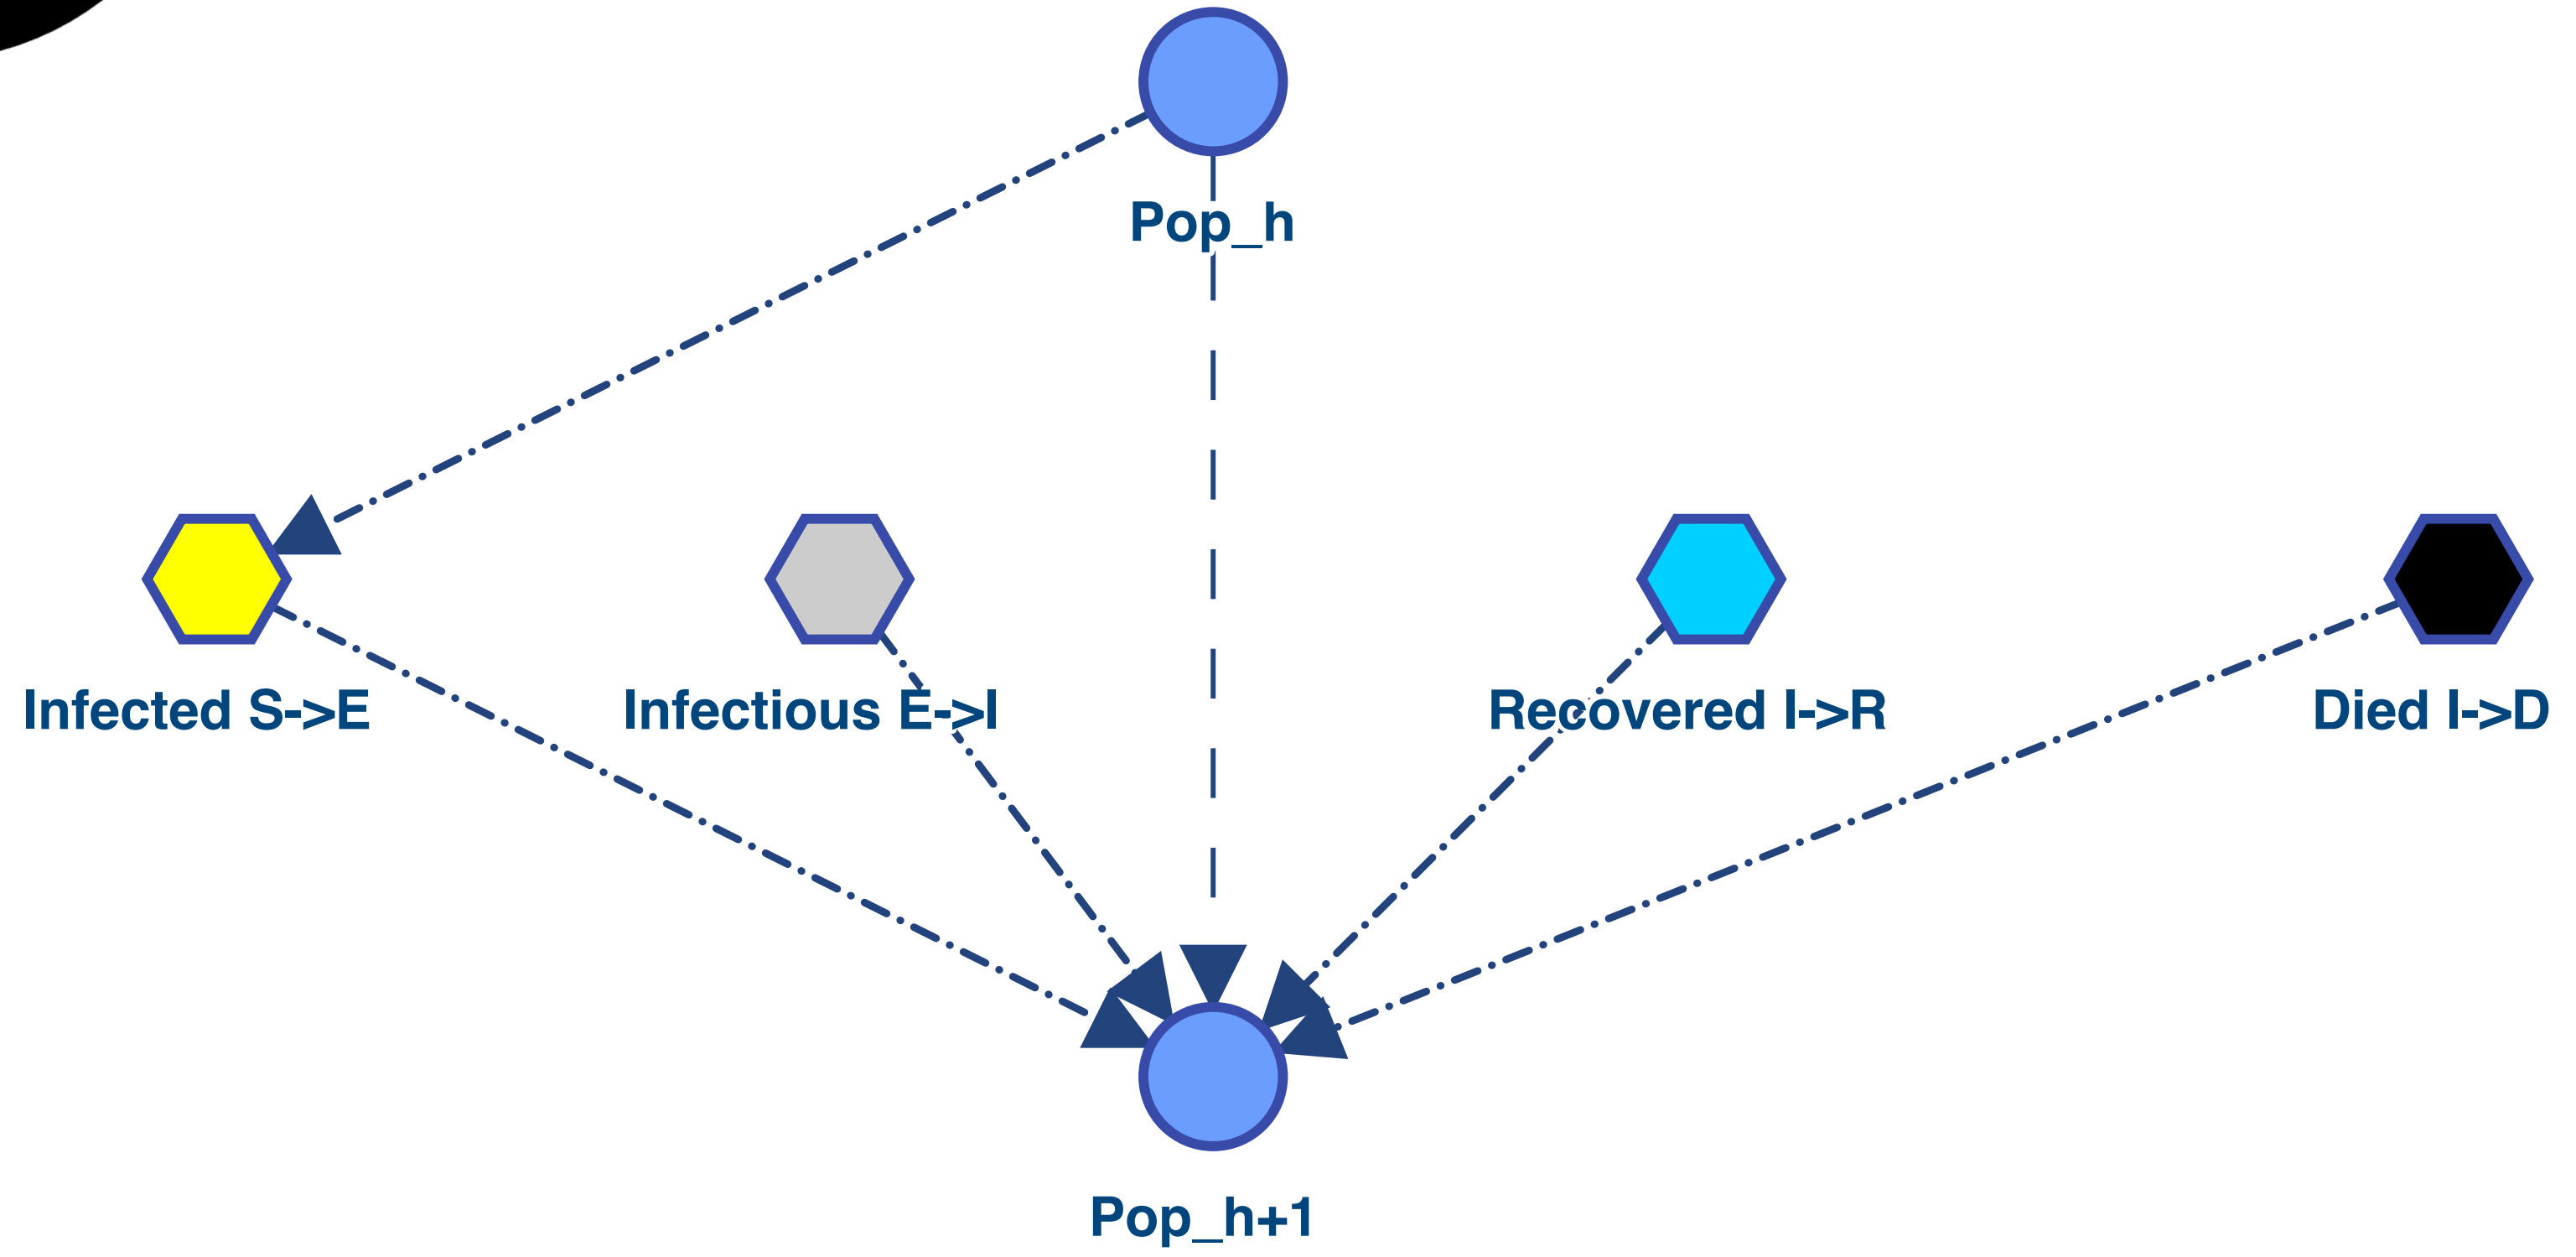 Pop_h
Infected S->E
Infectious E->I
Recovered I->R
Died I->D
Pop_h+1